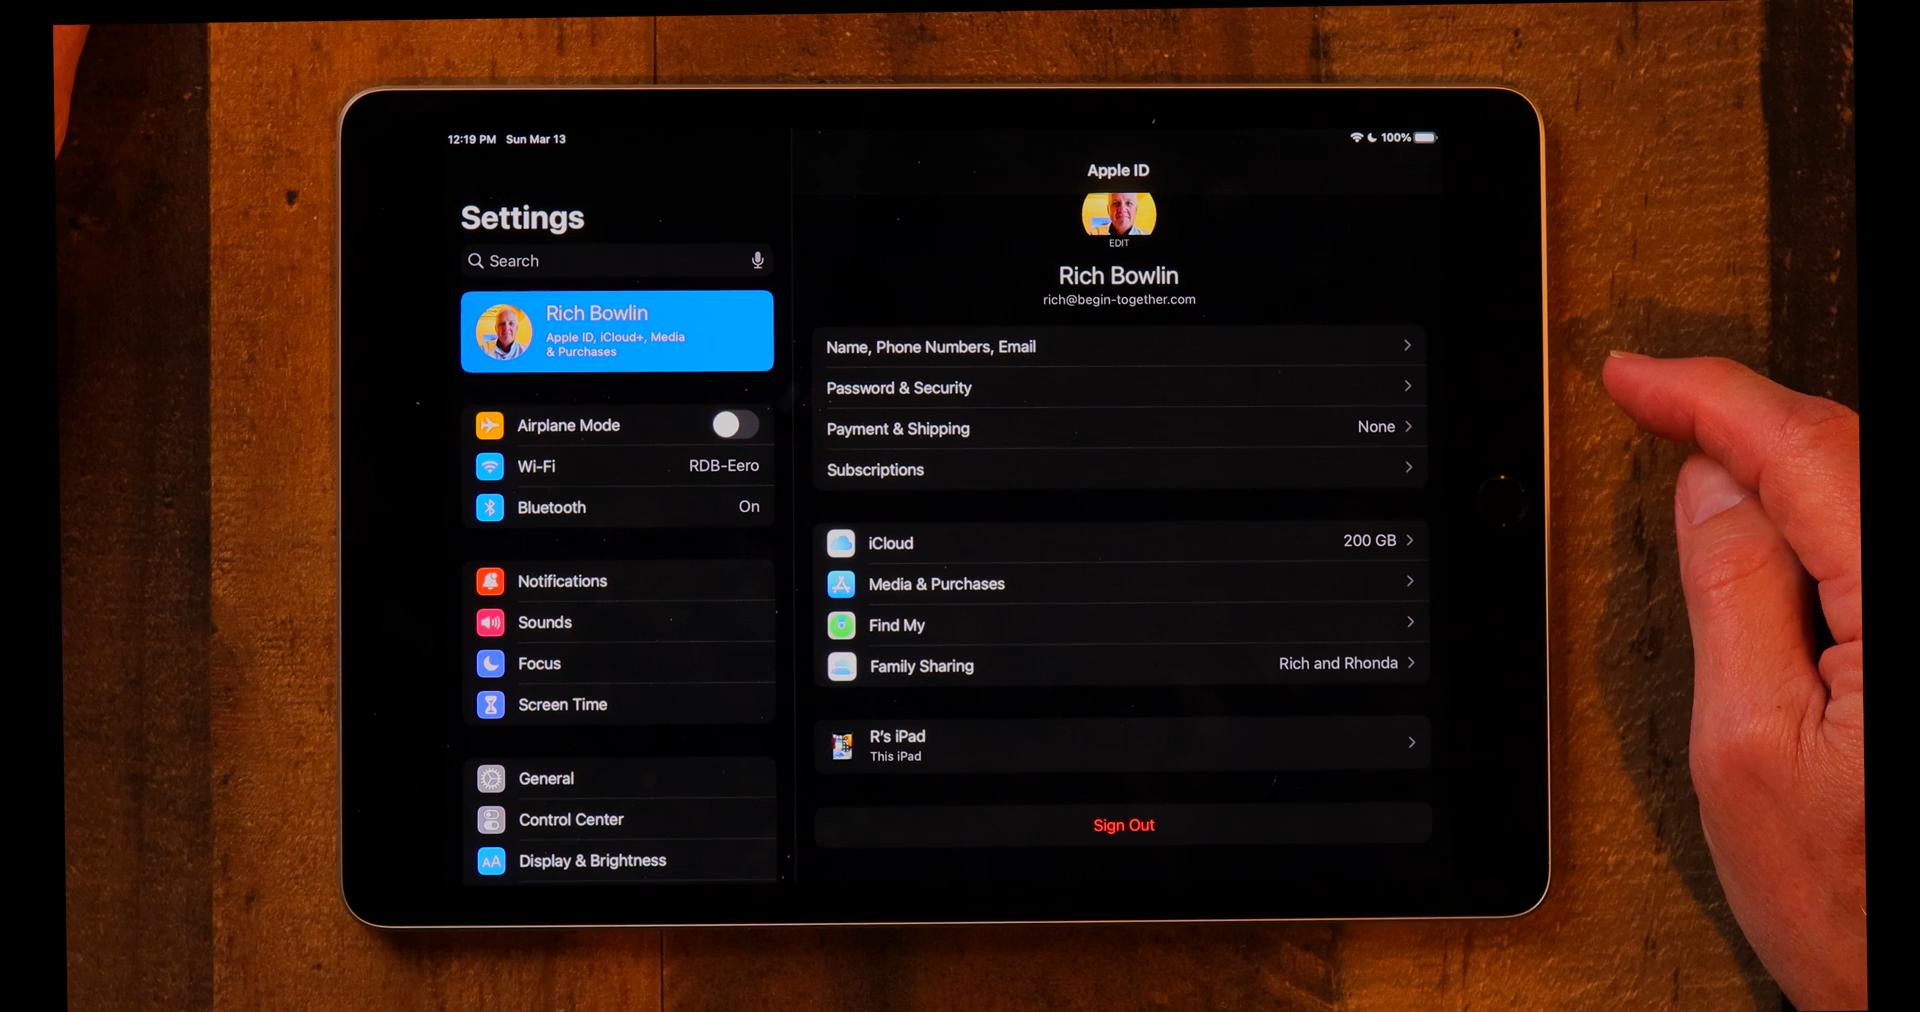 12:19 PM Sun Mar 13
100%
Settings
Search
Rich Bowlin
Apple ID, iCloud+, Media
& Purchases
Airplane Mode
Wi-Fi RDB-Eero
Bluetooth On
Notifications
Sounds
Focus
Screen Time
General
Control Center
AA Display & Brightness
Apple ID
EDIT
Rich Bowlin
rich@begin-together.com
Name, Phone Numbers, Email
Password & Security
Payment & Shipping None
Subscriptions
iCloud 200 GB
Media & Purchases
Find My
Family Sharing Rich and Rhonda
R's iPad
This iPad
Sign Out